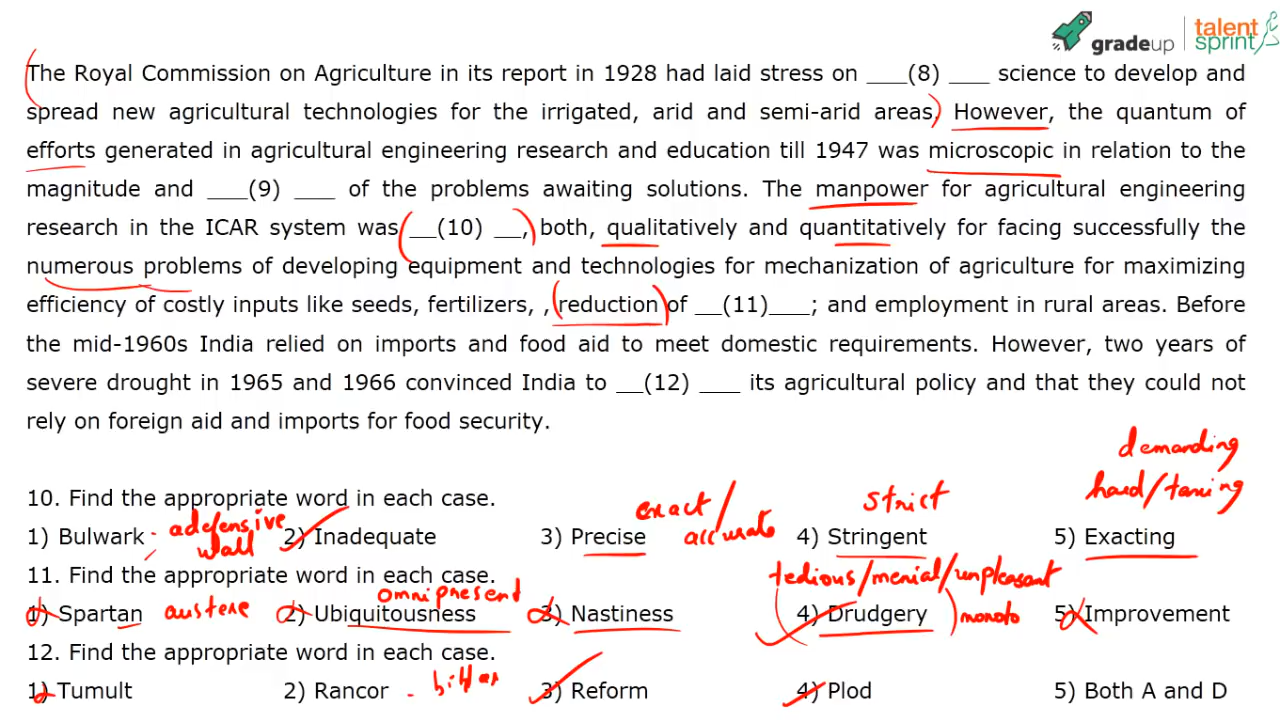 gradeup talent sprint
The Royal Commission on Agriculture in its report in 1928 had laid stress on ___(8) ___ science to develop and
spread new agricultural technologies for the irrigated, arid and semi-arid areas. However, the quantum of
efforts generated in agricultural engineering research and education till 1947 was microscopic in relation to the
magnitude and ___(9) ___ of the problems awaiting solutions. The manpower for agricultural engineering
research in the ICAR system was __(10) __, both, qualitatively and quantitatively for facing successfully the
numerous problems of developing equipment and technologies for mechanization of agriculture for maximizing
efficiency of costly inputs like seeds, fertilizers, , reduction of __(11)___; and employment in rural areas. Before
the mid-1960s India relied on imports and food aid to meet domestic requirements. However, two years of
severe drought in 1965 and 1966 convinced India to __(12) ___ its agricultural policy and that they could not
rely on foreign aid and imports for food security.
demanding
hard/taxing
strict
exact/
accurate
10. Find the appropriate word in each case.
1) Bulwark - a defensive wall 2) Inadequate 3) Precise 4) Stringent 5) Exacting
tedious/menial/unpleasant
11. Find the appropriate word in each case.
omnipresent
1) Spartan austere 2) Ubiquitousness 3) Nastiness 4) Drudgery 5) Improvement
12. Find the appropriate word in each case.
1) Tumult 2) Rancor - 3) Reform 4) Plod 5) Both A and D